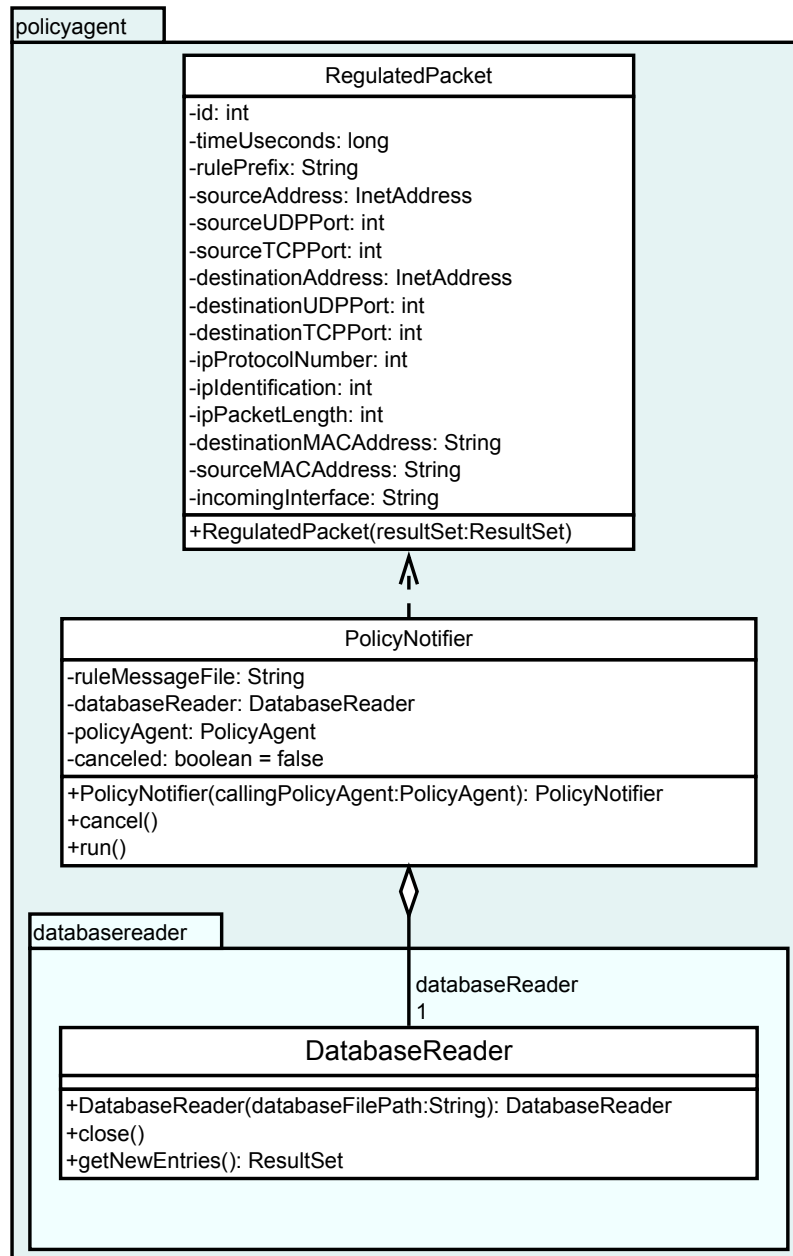 policyagent
RegulatedPacket
-id: int
-timeUseconds: long
-rulePrefix: String
-sourceAddress: InetAddress
-sourceUDPPort: int
-sourceTCPPort: int
-destinationAddress: InetAddress
-destinationUDPPort: int
-destinationTCPPort: int
-ipProtocolNumber: int
-ipIdentification: int
-ipPacketLength: int
-destinationMACAddress: String
-sourceMACAddress: String
-incomingInterface: String
+RegulatedPacket(resultSet:ResultSet)
PolicyNotifier
-ruleMessageFile: String
-databaseReader: DatabaseReader
-policyAgent: PolicyAgent
-canceled: boolean = false
+PolicyNotifier(callingPolicyAgent:PolicyAgent): PolicyNotifier
+cancel()
+run()
databasereader
databaseReader
1
DatabaseReader
+DatabaseReader(databaseFilePath:String): DatabaseReader
+close()
+getNewEntries(): ResultSet